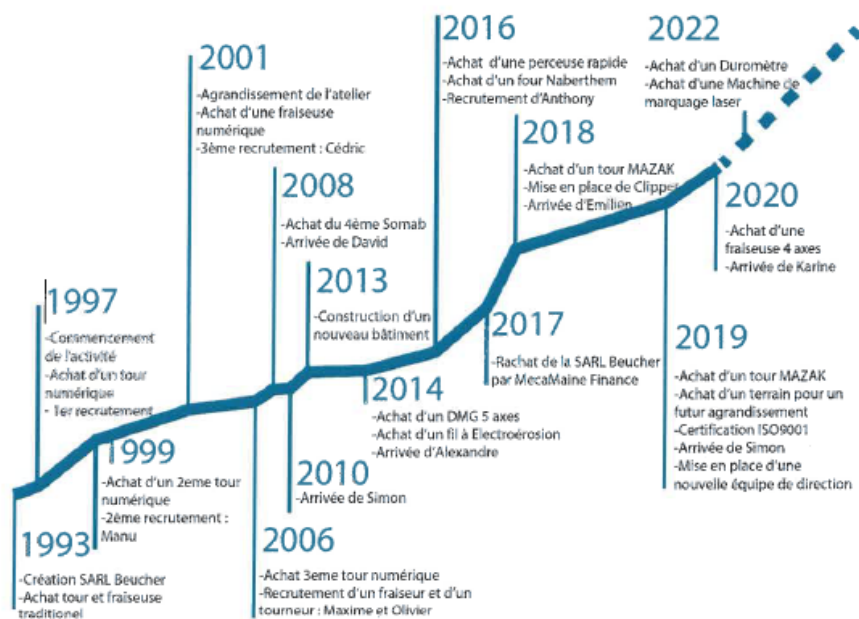 1993
-Création SARL Beucher
-Achat tour et fraiseuse
traditionel
1997
-Commencement
de l'activité
-Achat d'un tour
numérique
- 1er recrutement
1999
-Achat d'un 2eme tour
numérique
-2ème recrutement :
Manu
2001
-Agrandissement de l'atelier
-Achat d'une fraiseuse
numérique
-3ème recrutement : Cédric
2006
-Achat 3eme tour numérique
-Recrutement d'un fraiseur et d'un
tourneur : Maxime et Olivier
2008
-Achat du 4ème Somab
-Arrivée de David
2010
-Arrivée de Simon
2013
-Construction d'un
nouveau bâtiment
2014
-Achat d'un DMG 5 axes
-Achat d'un fil à Electroérosion
-Arrivée d'Alexandre
2016
-Achat d'une perceuse rapide
-Achat d'un four Naberthem
-Recrutement d'Anthony
2017
-Rachat de la SARL Beucher
par MecaMaine Finance
2018
-Achat d'un tour MAZAK
-Mise en place de Clipper
-Arrivée d'Emilien
2019
-Achat d'un tour MAZAK
-Achat d'un terrain pour un
futur agrandissement
-Certification ISO9001
-Arrivée de Simon
-Mise en place d'une
nouvelle équipe de direction
2020
-Achat d'une
fraiseuse 4 axes
-Arrivée de Karine
2022
-Achat d'un Duromètre
-Achat d'une Machine de
marquage laser